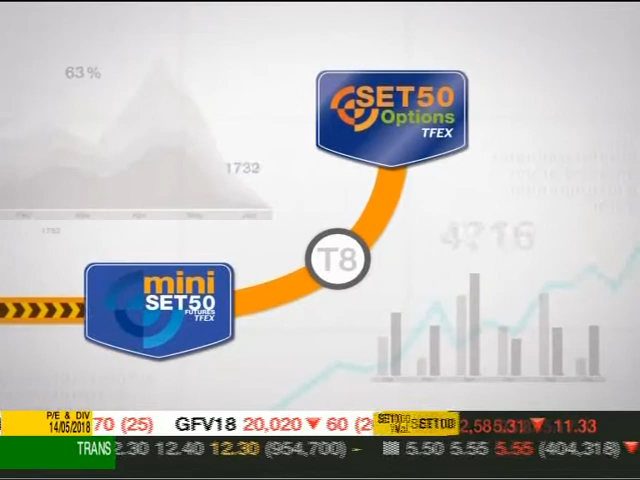 63%
SET50
Options
TFEX
1732
T8
mini
SET50
FUTURES
TFEX
P/E & DIV
14/05/2018
70 (25) GFV18 20,020 ▼ 60 (2
SET100 2,585.31 ▼ 11.33
TRANS
2.30 12.40 12.30 (954,700) - 5.50 5.55 5.55 (404,318) ▼